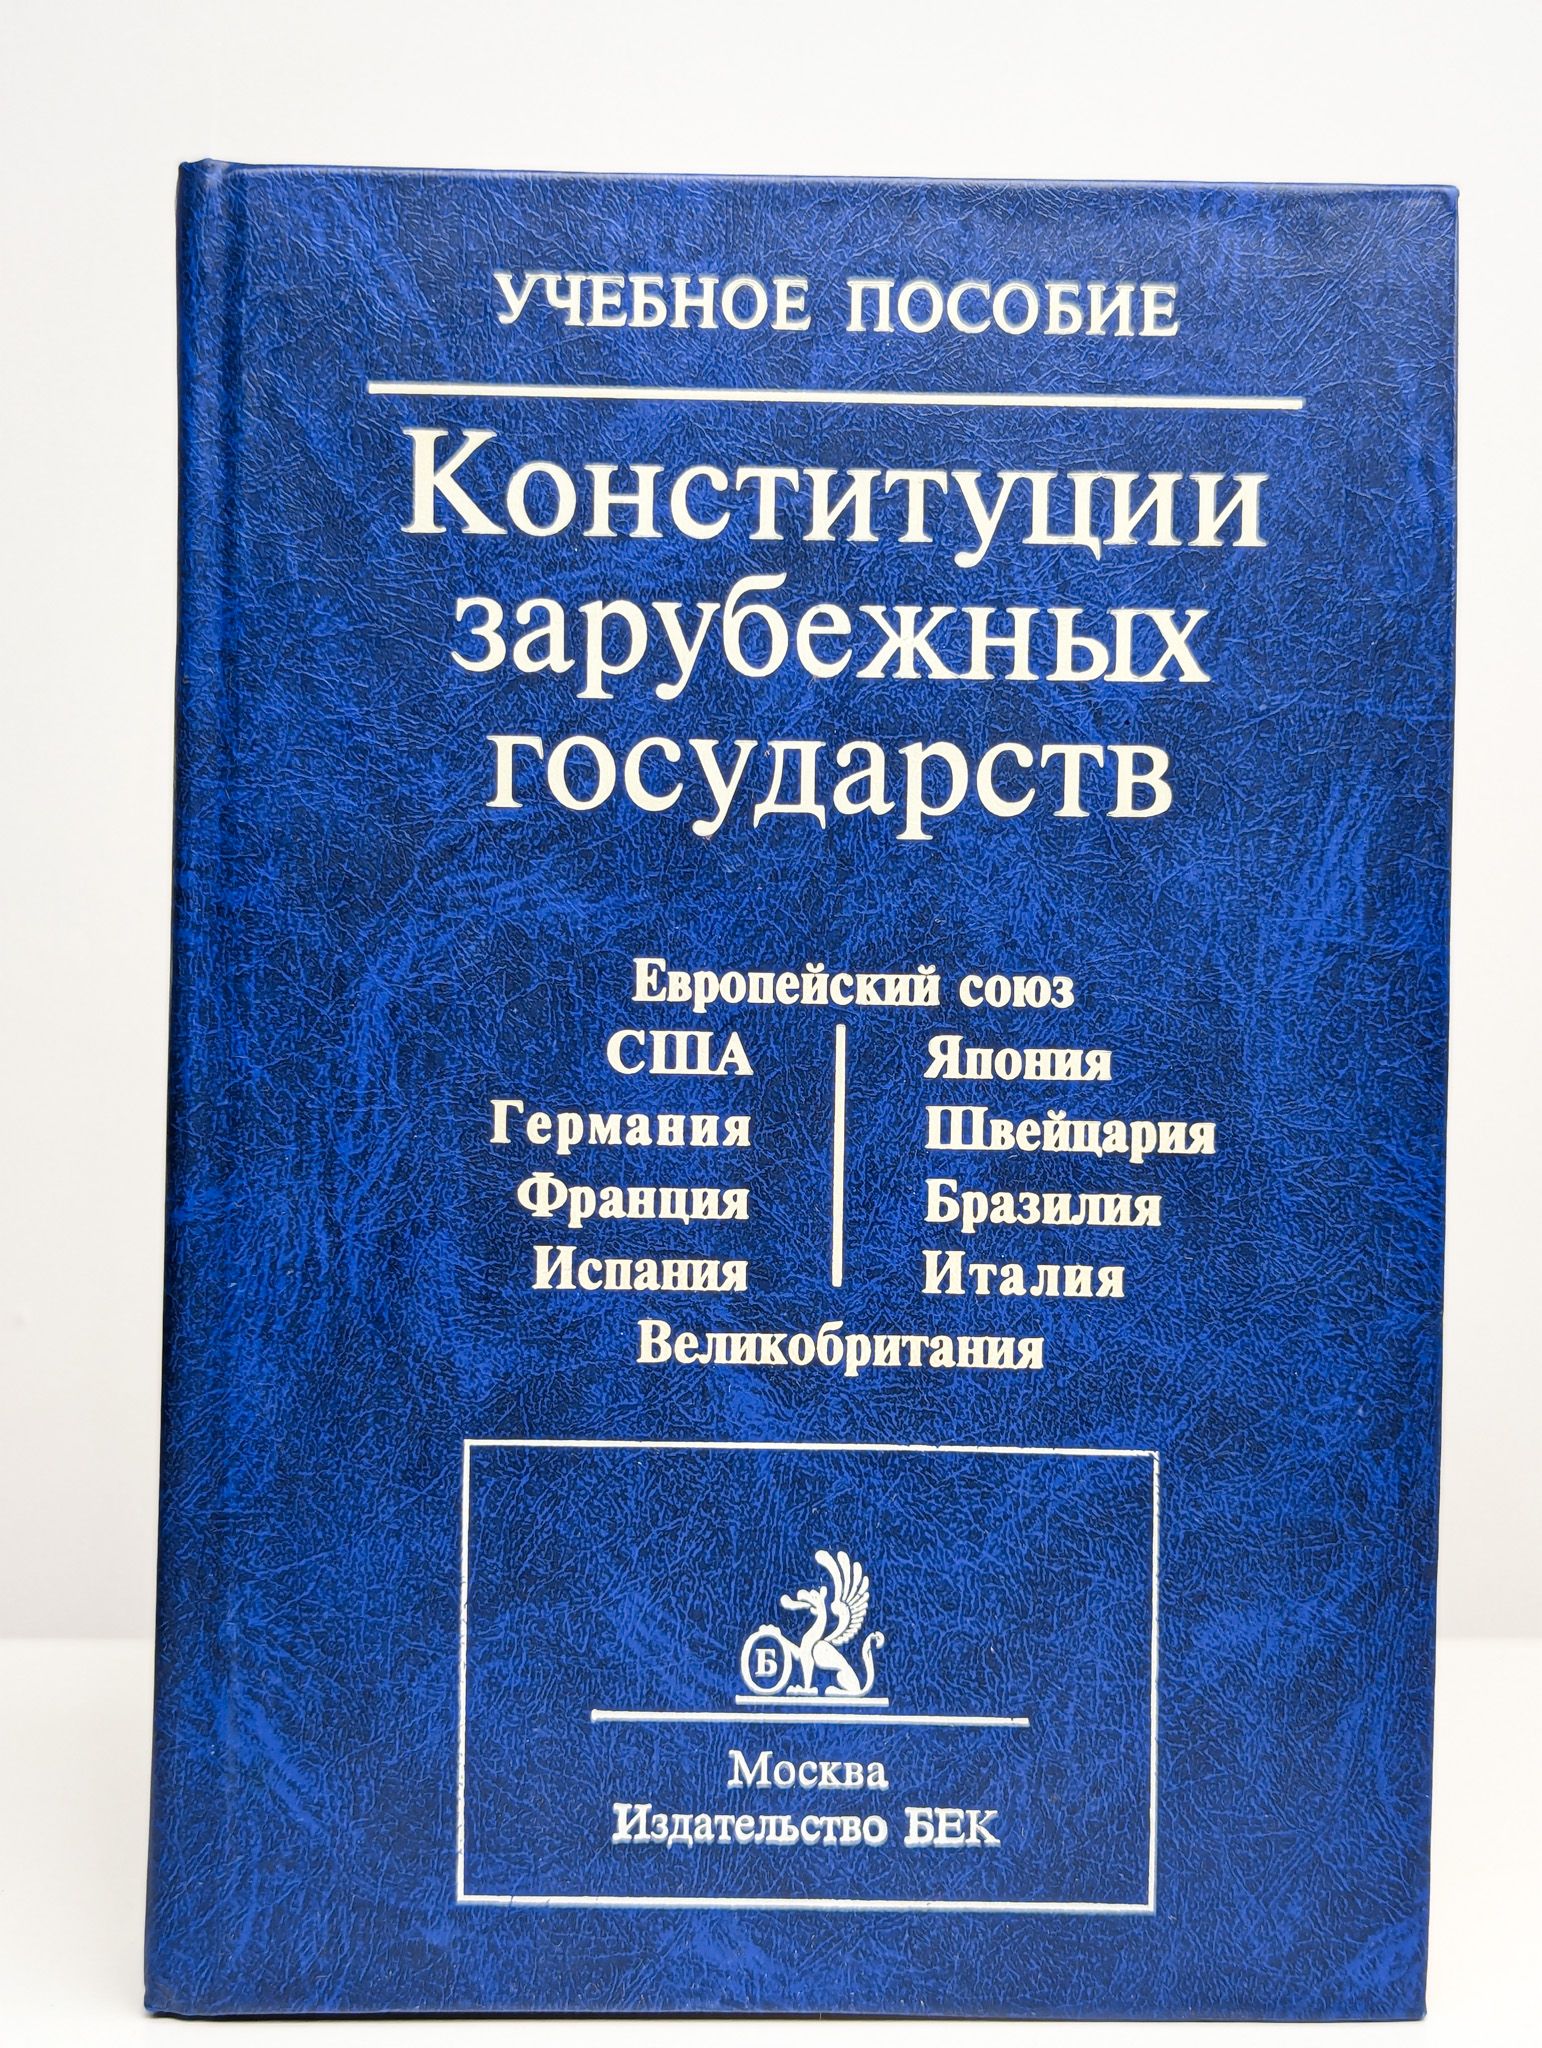 УЧЕБНОЕ ПОСОБИЕ
Конституции
зарубежных
государств
Европейский союз
США
Германия
Франция
Испания
Япония
Швейцария
Бразилия
Италия
Великобритания
Б
Москва
Издательство БЕК